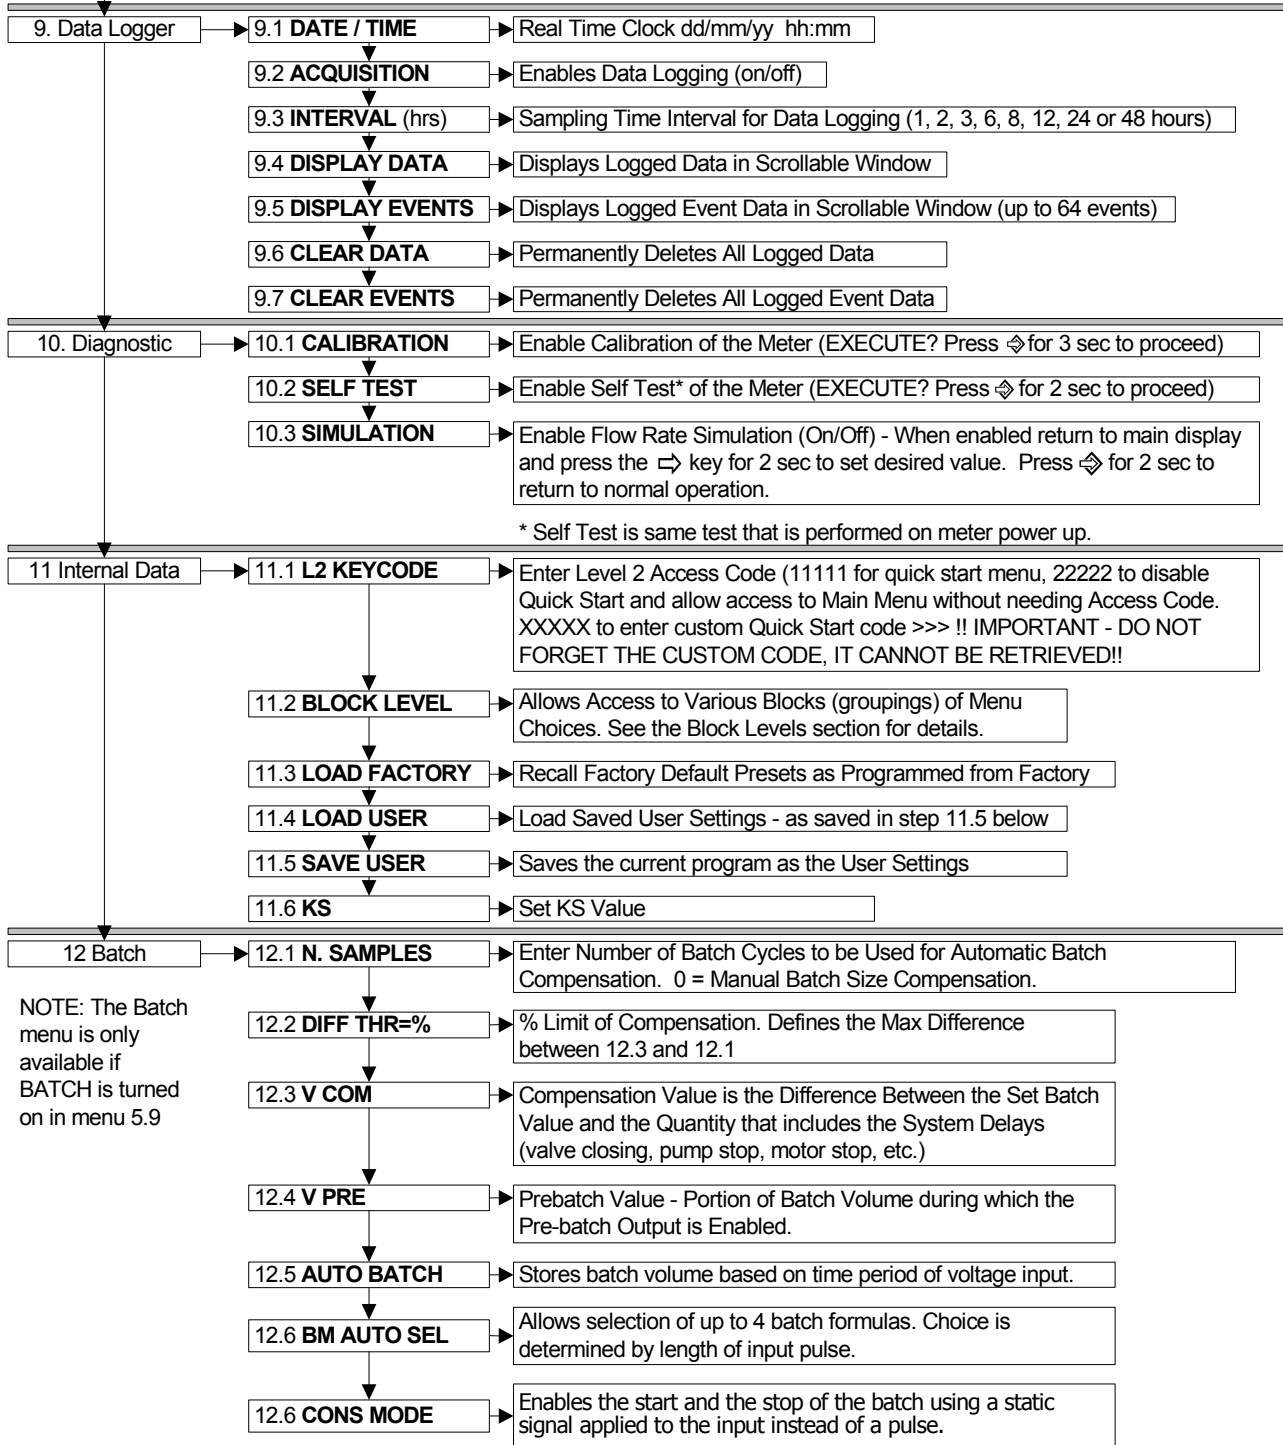 9. Data Logger
9.1 DATE / TIME
Real Time Clock dd/mm/yy hh:mm
9.2 ACQUISITION
Enables Data Logging (on/off)
9.3 INTERVAL (hrs)
Sampling Time Interval for Data Logging (1, 2, 3, 6, 8, 12, 24 or 48 hours)
9.4 DISPLAY DATA
Displays Logged Data in Scrollable Window
9.5 DISPLAY EVENTS
Displays Logged Event Data in Scrollable Window (up to 64 events)
9.6 CLEAR DATA
Permanently Deletes All Logged Data
9.7 CLEAR EVENTS
Permanently Deletes All Logged Event Data
10. Diagnostic
10.1 CALIBRATION
Enable Calibration of the Meter (EXECUTE? Press for 3 sec to proceed)
10.2 SELF TEST
Enable Self Test* of the Meter (EXECUTE? Press for 2 sec to proceed)
10.3 SIMULATION
Enable Flow Rate Simulation (On/Off) - When enabled return to main display
and press the ⇨ key for 2 sec to set desired value. Press for 2 sec to
return to normal operation.
* Self Test is same test that is performed on meter power up.
11 Internal Data
11.1 L2 KEYCODE
Enter Level 2 Access Code (11111 for quick start menu, 22222 to disable
Quick Start and allow access to Main Menu without needing Access Code.
XXXXX to enter custom Quick Start code >>> !! IMPORTANT - DO NOT
FORGET THE CUSTOM CODE, IT CANNOT BE RETRIEVED!!
11.2 BLOCK LEVEL
Allows Access to Various Blocks (groupings) of Menu
Choices. See the Block Levels section for details.
11.3 LOAD FACTORY
Recall Factory Default Presets as Programmed from Factory
11.4 LOAD USER
Load Saved User Settings - as saved in step 11.5 below
11.5 SAVE USER
Saves the current program as the User Settings
11.6 KS
Set KS Value
12 Batch
NOTE: The Batch
menu is only
available if
BATCH is turned
on in menu 5.9
12.1 N. SAMPLES
Enter Number of Batch Cycles to be Used for Automatic Batch
Compensation. 0 = Manual Batch Size Compensation.
12.2 DIFF THR=%
% Limit of Compensation. Defines the Max Difference
between 12.3 and 12.1
12.3 V COM
Compensation Value is the Difference Between the Set Batch
Value and the Quantity that includes the System Delays
(valve closing, pump stop, motor stop, etc.)
12.4 V PRE
Prebatch Value - Portion of Batch Volume during which the
Pre-batch Output is Enabled.
12.5 AUTO BATCH
Stores batch volume based on time period of voltage input.
12.6 BM AUTO SEL
Allows selection of up to 4 batch formulas. Choice is
determined by length of input pulse.
12.6 CONS MODE
Enables the start and the stop of the batch using a static
signal applied to the input instead of a pulse.